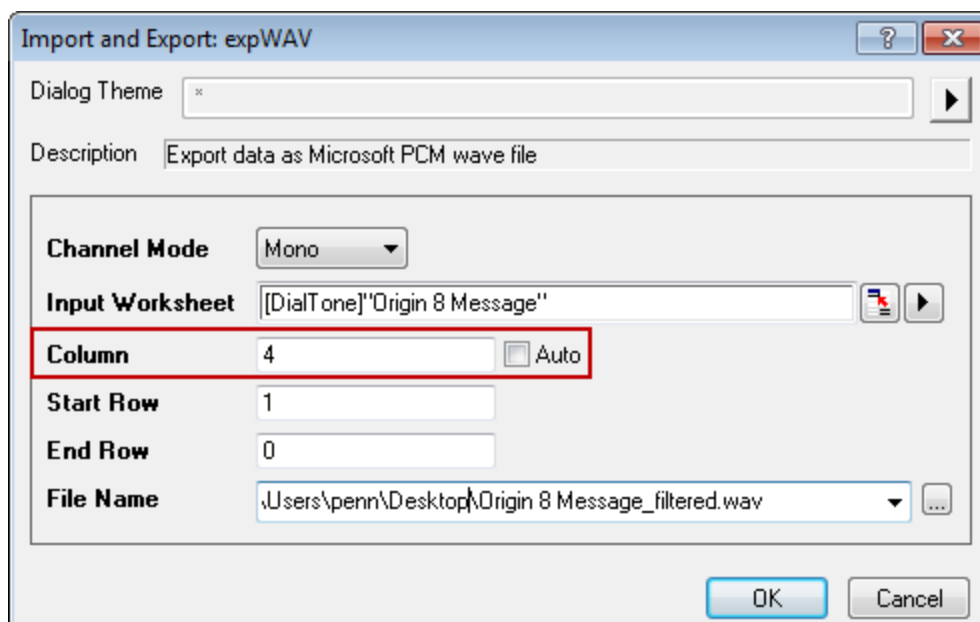 Import and Export: expWAV
Dialog Theme *
Description Export data as Microsoft PCM wave file
Channel Mode Mono
Input Worksheet [DialTone]"Origin 8 Message"
Column 4 Auto
Start Row 1
End Row 0
File Name \Users\penn\Desktop\Origin 8 Message_filtered.wav
...
OK Cancel